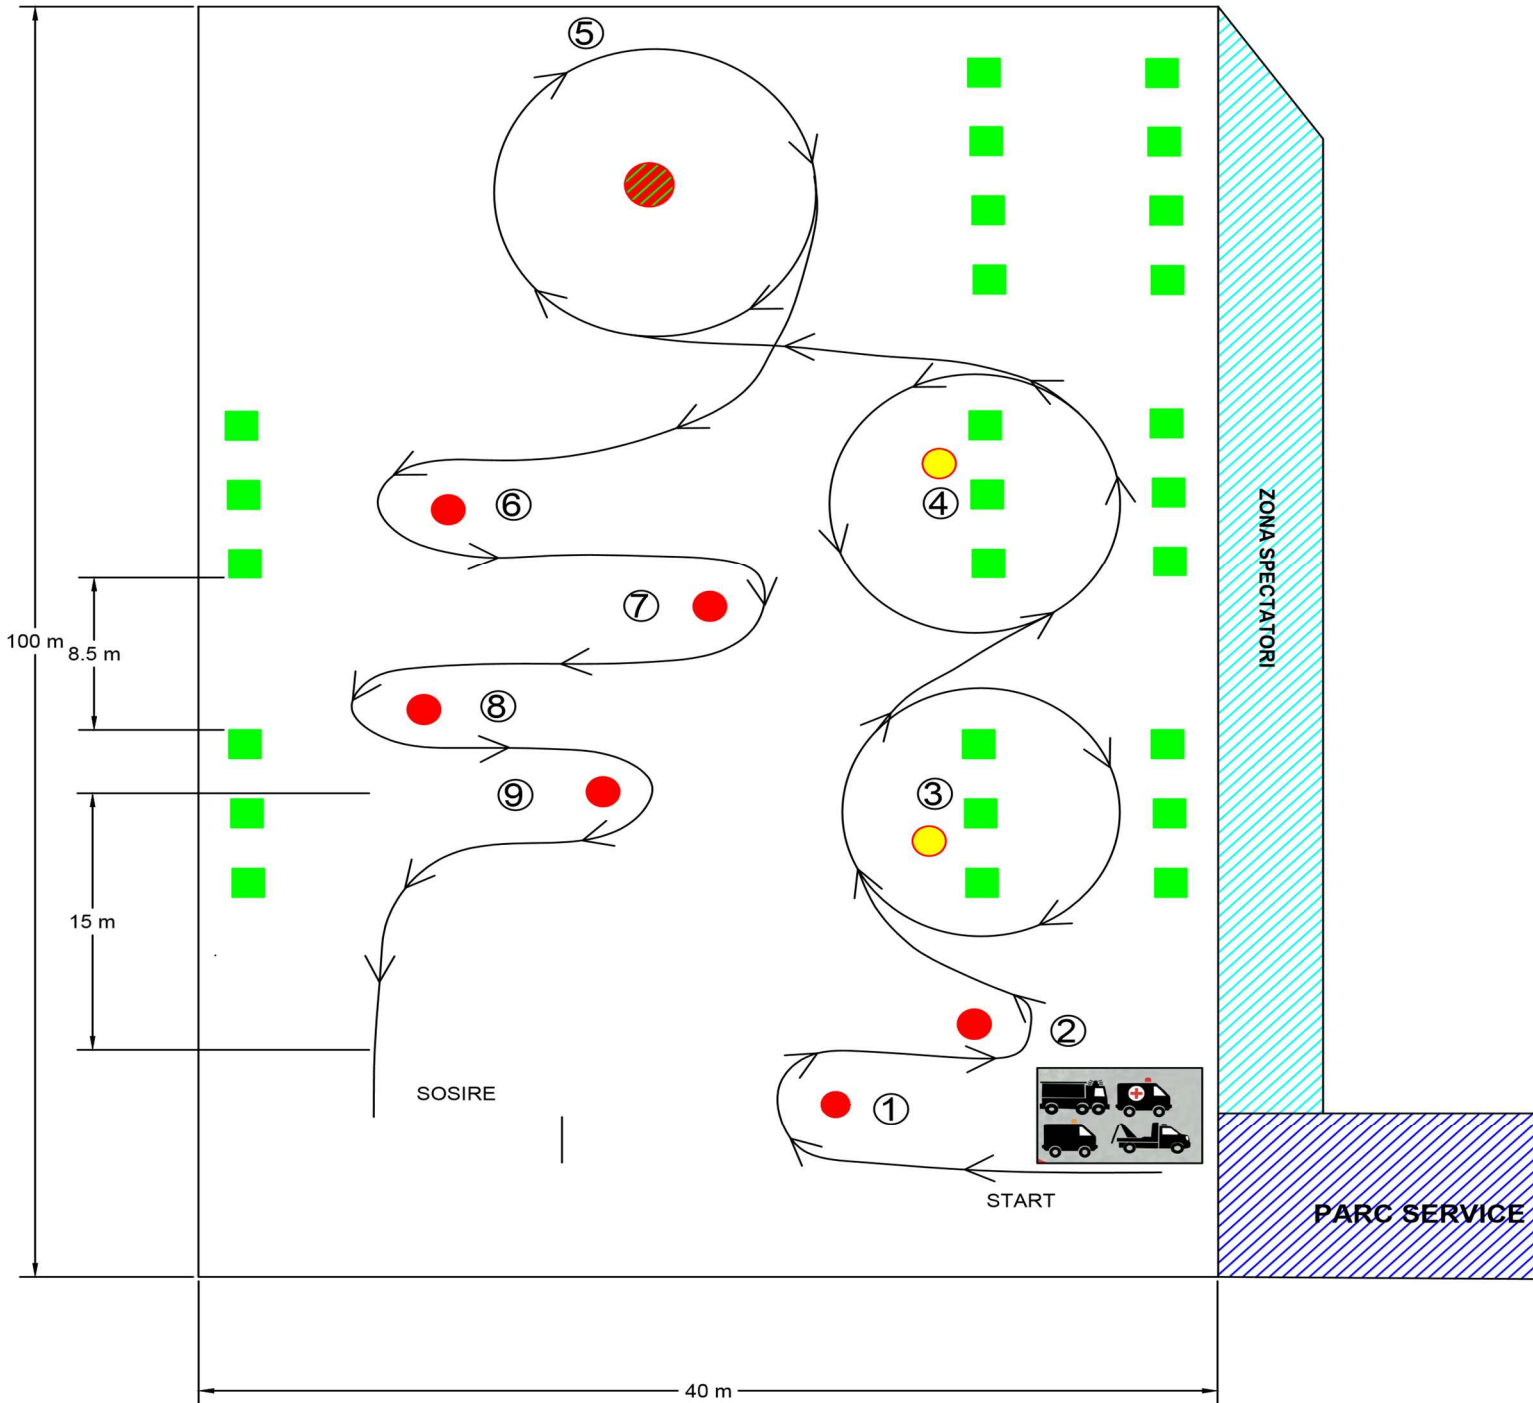 ⑤
④
ZONA SPECTATORI
⑥
⑦
100 m
8.5 m
⑧
③
⑨
15 m
②
SOSIRE
①
START
PARC SERVICE
40 m